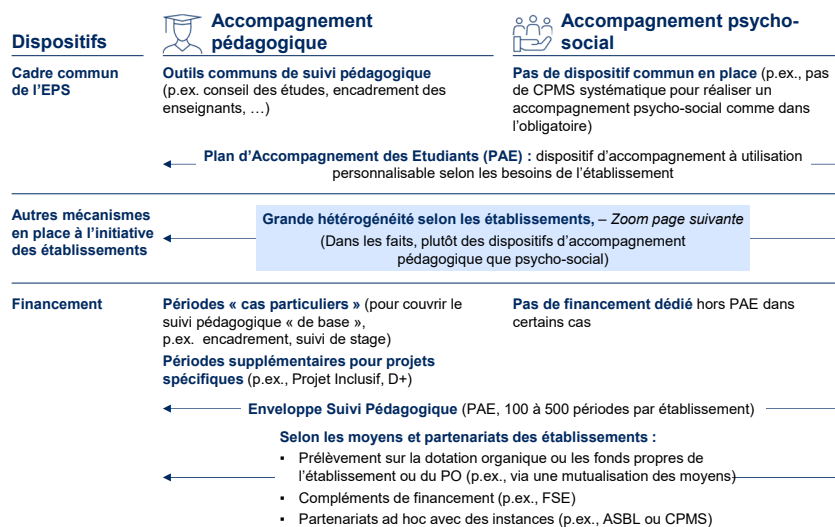 Dispositifs
Accompagnement
pédagogique
Accompagnement psycho-
social
Cadre commun
de l'EPS
Outils communs de suivi pédagogique
(p.ex. conseil des études, encadrement des
enseignants, …)
Pas de dispositif commun en place (p.ex., pas
de CPMS systématique pour réaliser un
accompagnement psycho-social comme dans
l'obligatoire)
Plan d'Accompagnement des Etudiants (PAE) : dispositif d'accompagnement à utilisation
personnalisable selon les besoins de l'établissement
Autres mécanismes
en place à l'initiative
des établissements
Grande hétérogénéité selon les établissements, – Zoom page suivante
(Dans les faits, plutôt des dispositifs d'accompagnement
pédagogique que psycho-social)
Financement
Périodes « cas particuliers » (pour couvrir le
suivi pédagogique « de base »,
p.ex. encadrement, suivi de stage)
Périodes supplémentaires pour projets
spécifiques (p.ex., Projet Inclusif, D+)
Pas de financement dédié hors PAE dans
certains cas
Enveloppe Suivi Pédagogique (PAE, 100 à 500 périodes par établissement)
Selon les moyens et partenariats des établissements :
▪ Prélèvement sur la dotation organique ou les fonds propres de
l'établissement ou du PO (p.ex., via une mutualisation des moyens)
▪ Compléments de financement (p.ex., FSE)
▪ Partenariats ad hoc avec des instances (p.ex., ASBL ou CPMS)